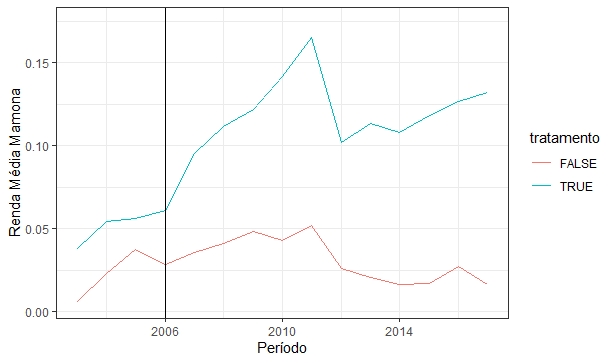 Renda Média Mamona
0.15
0.10
0.05
0.00
2006
2010
2014
Período
tratamento
FALSE
TRUE